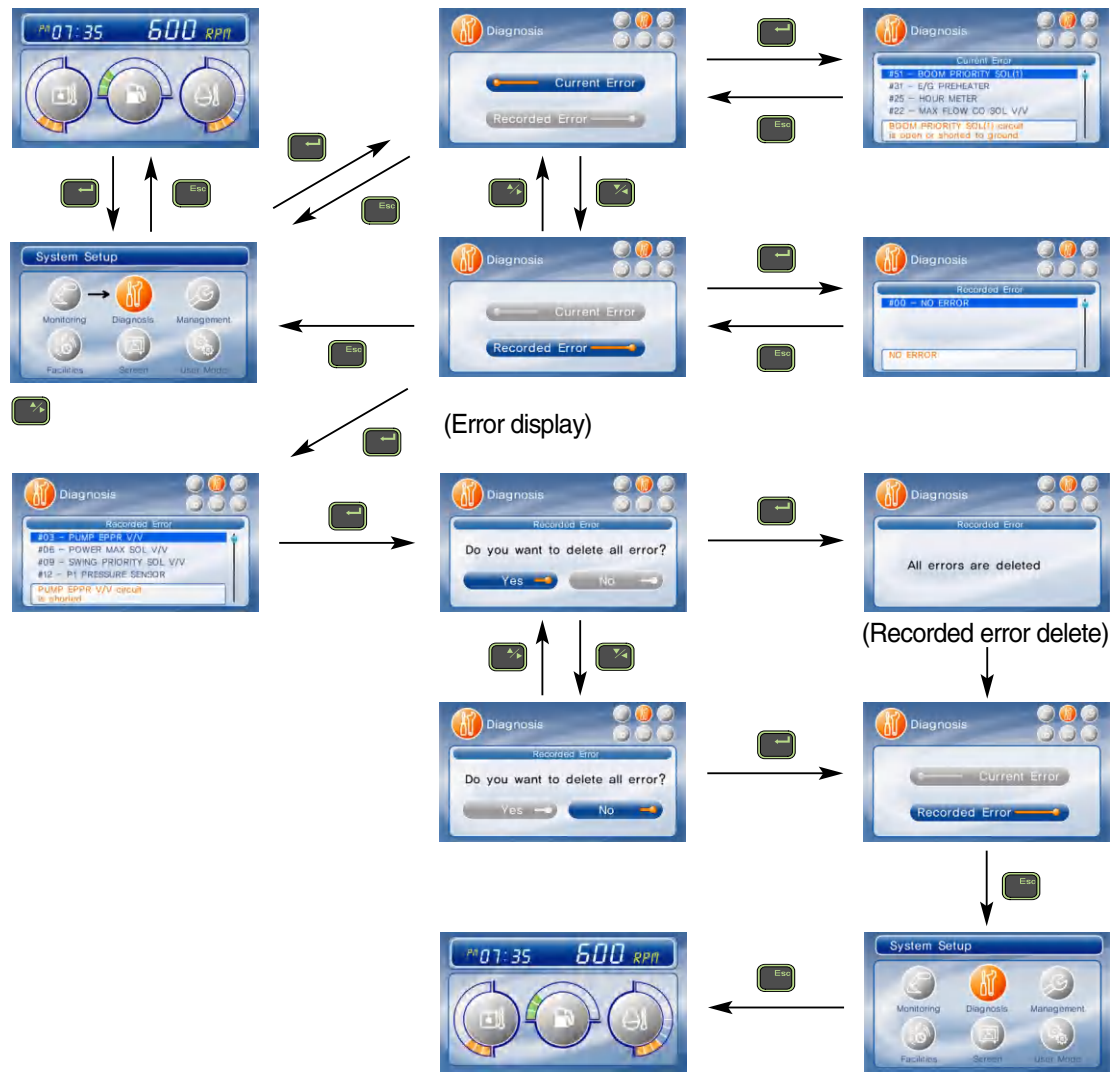 PM 07:35 600 RPM
Esc
System Setup
Monitoring Diagnosis Management
Facilities Screen User Mode
Diagnosis
Current Error
Recorded Error
Esc
Diagnosis
Current Error
#51 - BOOM PRIORITY SOL(1)
#31 - E/G PREHEATER
#25 - HOUR METER
#22 - MAX FLOW CO SOL V/V
BOOM PRIORITY SOL(1) circuit
is open or shorted to ground
Esc
Diagnosis
Current Error
Recorded Error
Esc
Diagnosis
Recorded Error
#00 - NO ERROR
NO ERROR
Esc
(Error display)
Diagnosis
Recorded Error
#03 - PUMP EPPR V/V
#06 - POWER MAX SOL V/V
#09 - SWING PRIORITY SOL V/V
#12 - P1 PRESSURE SENSOR
PUMP EPPR V/V circuit
is shorted
Diagnosis
Recorded Error
Do you want to delete all error?
Yes No
Diagnosis
Recorded Error
All errors are deleted
(Recorded error delete)
Diagnosis
Recorded Error
Do you want to delete all error?
Yes No
Diagnosis
Current Error
Recorded Error
Esc
PM 07:35 600 RPM
Esc
System Setup
Monitoring Diagnosis Management
Facilities Screen User Mode